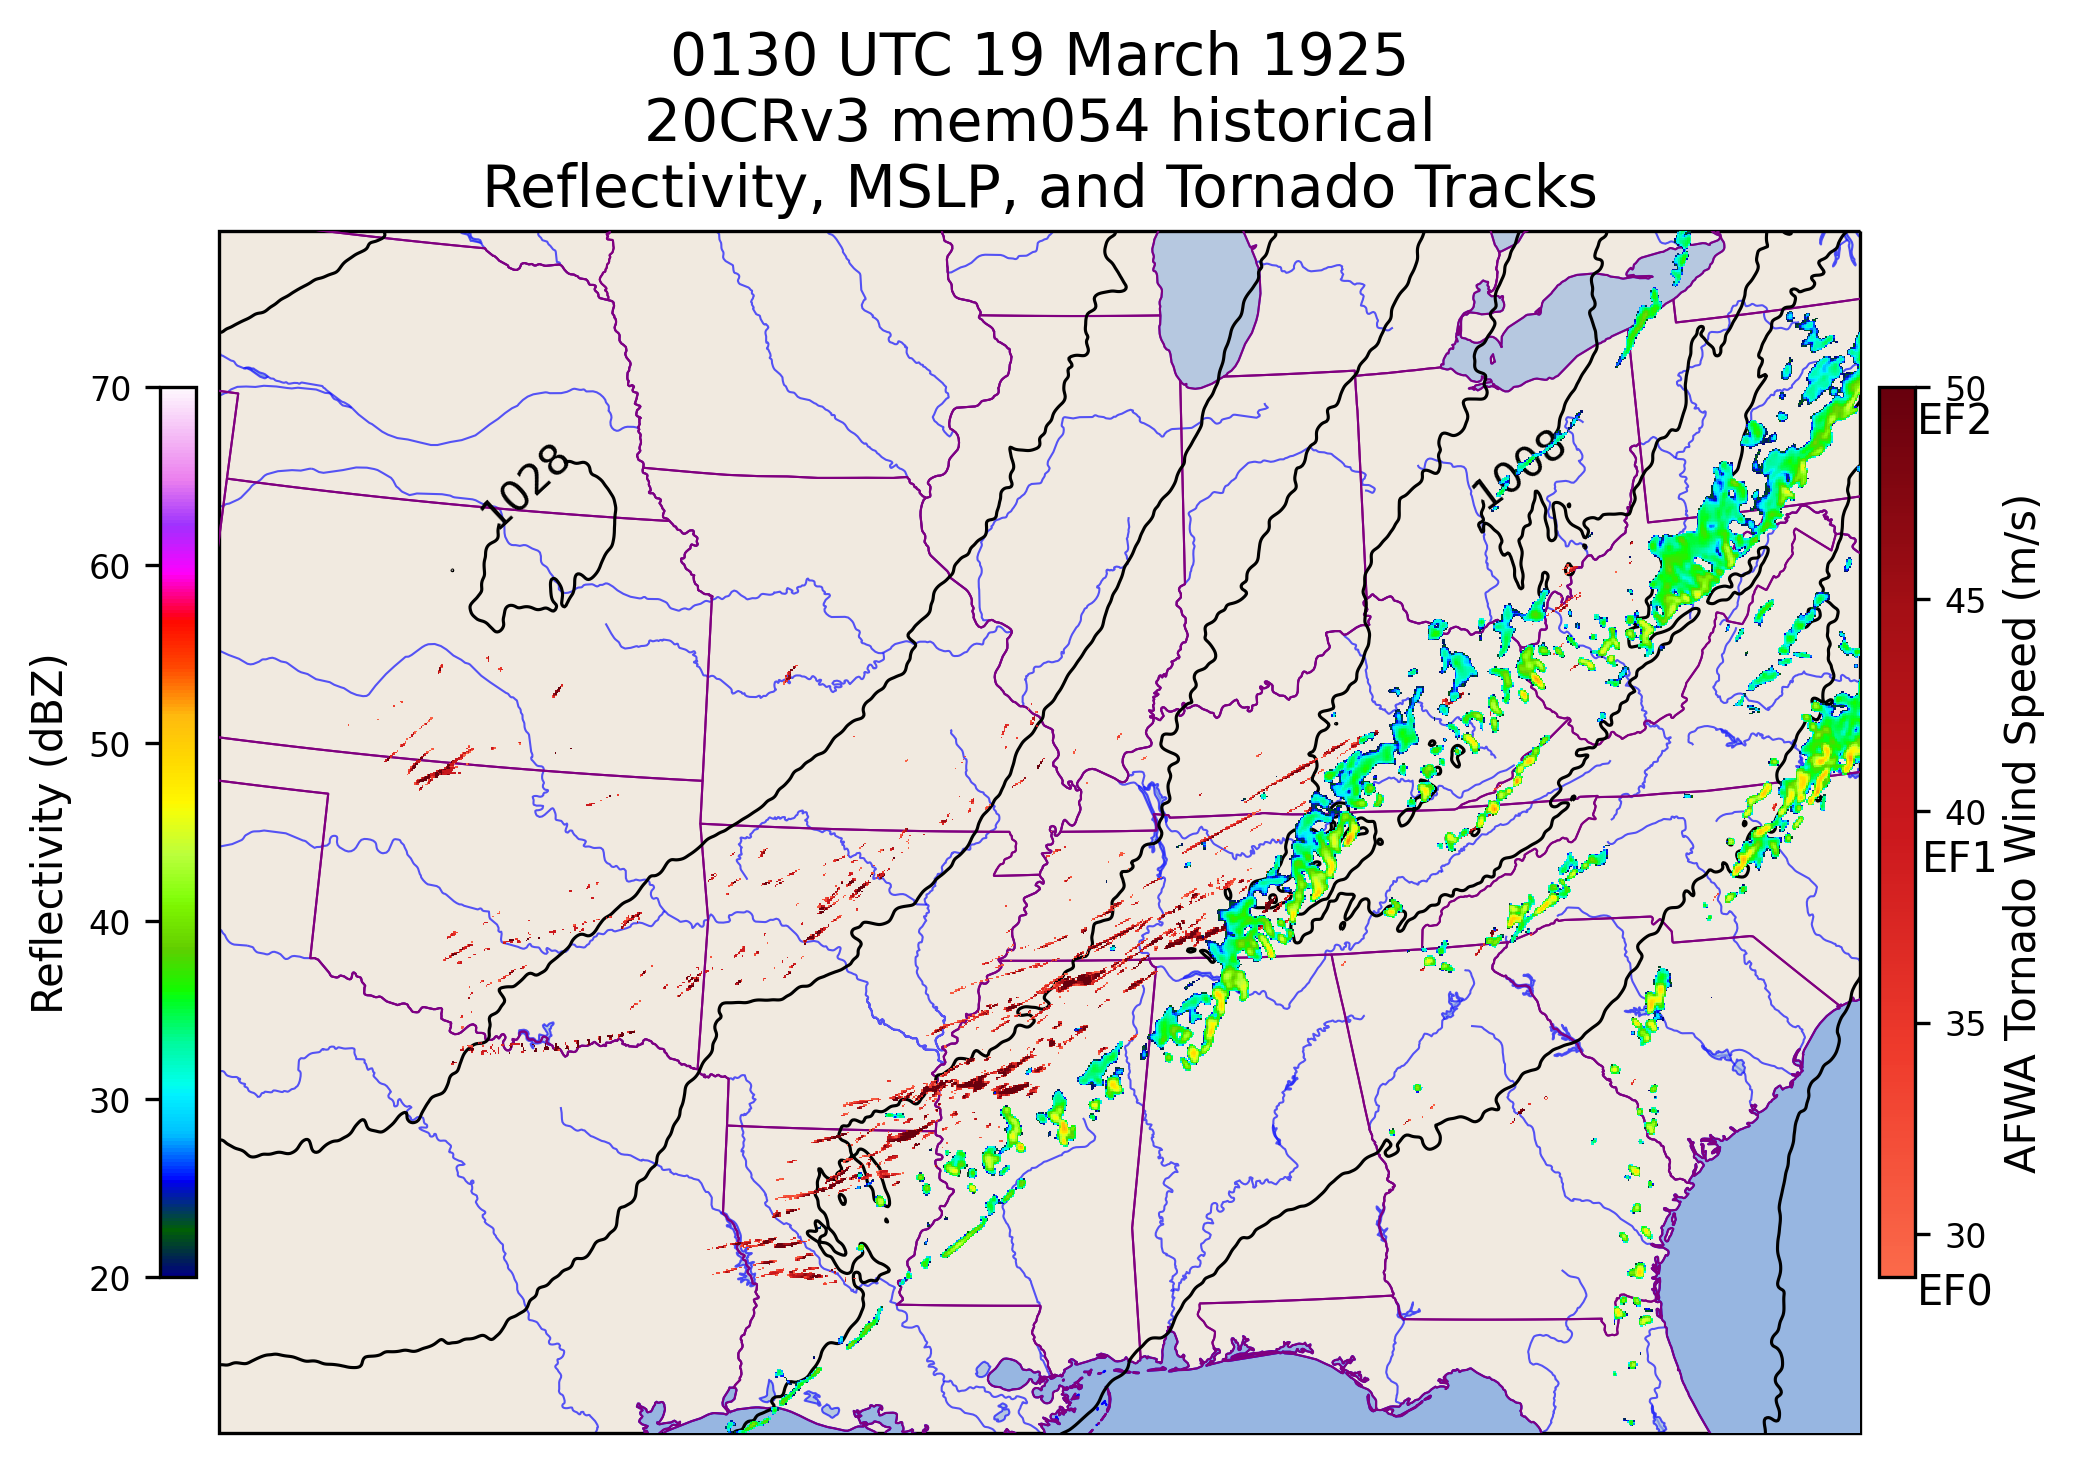 0130 UTC 19 March 1925
20CRv3 mem054 historical
Reflectivity, MSLP, and Tornado Tracks
Reflectivity (dBZ)
70
60
50
40
30
20
1028
1008
50
EF2
45
40
EF1
35
30
EF0
AFWA Tornado Wind Speed (m/s)